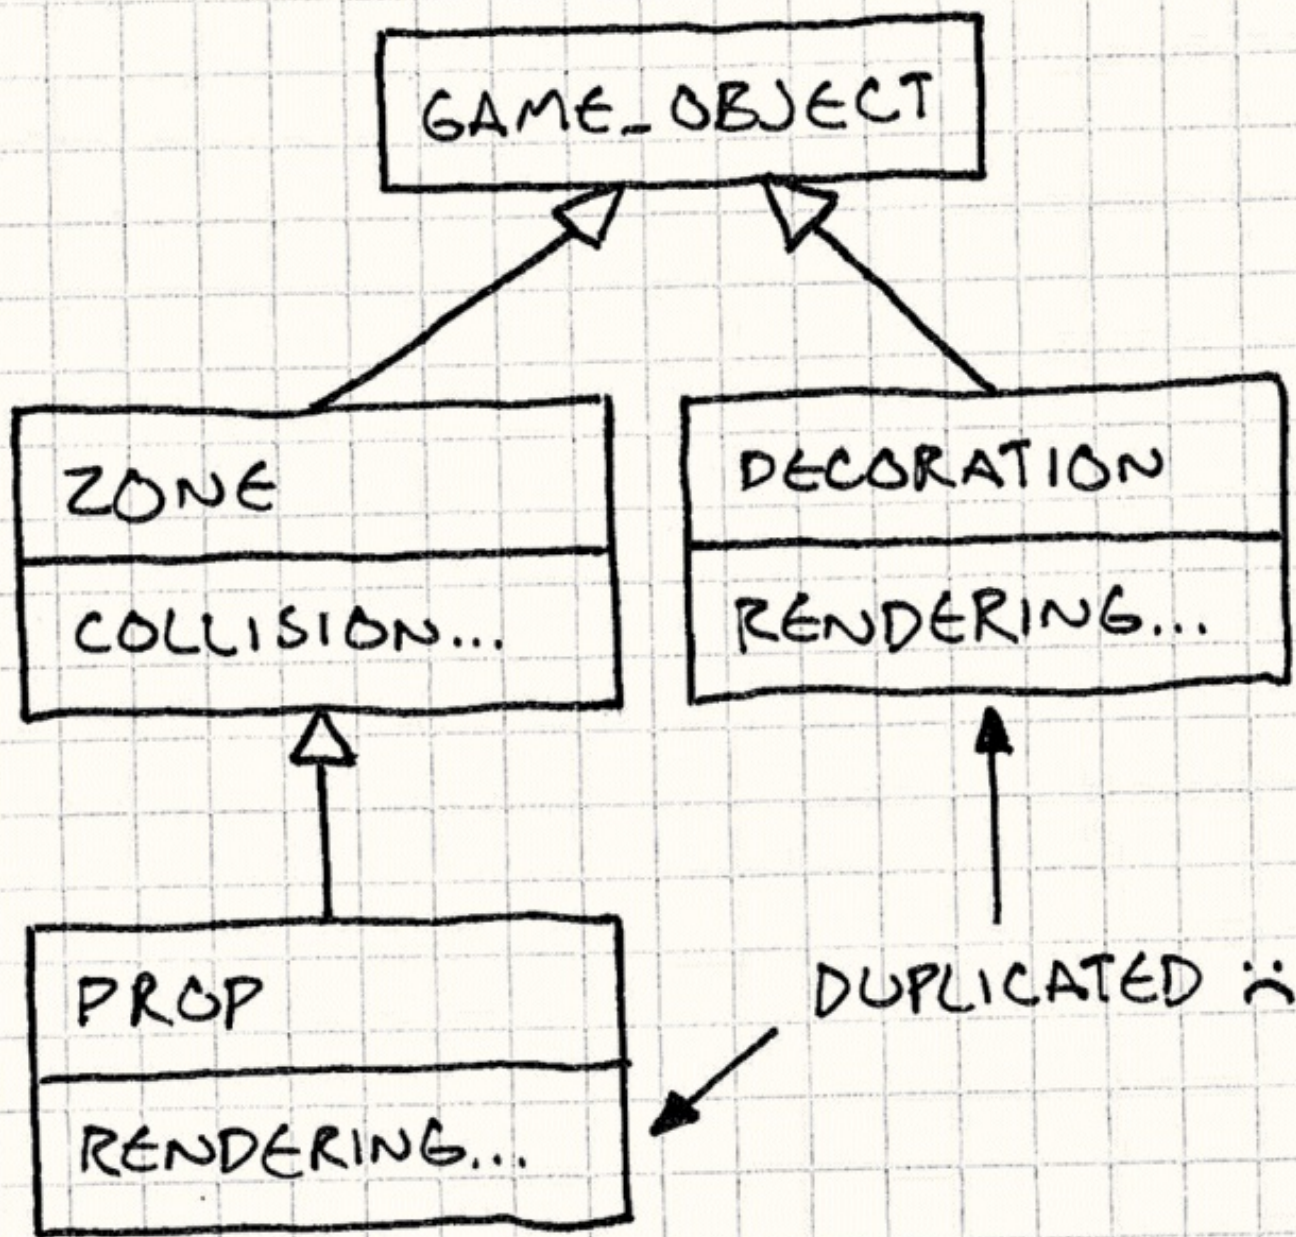 GAME_OBJECT
ZONE
COLLISION...
DECORATION
RENDERING...
PROP
RENDERING...
DUPLICATED :(